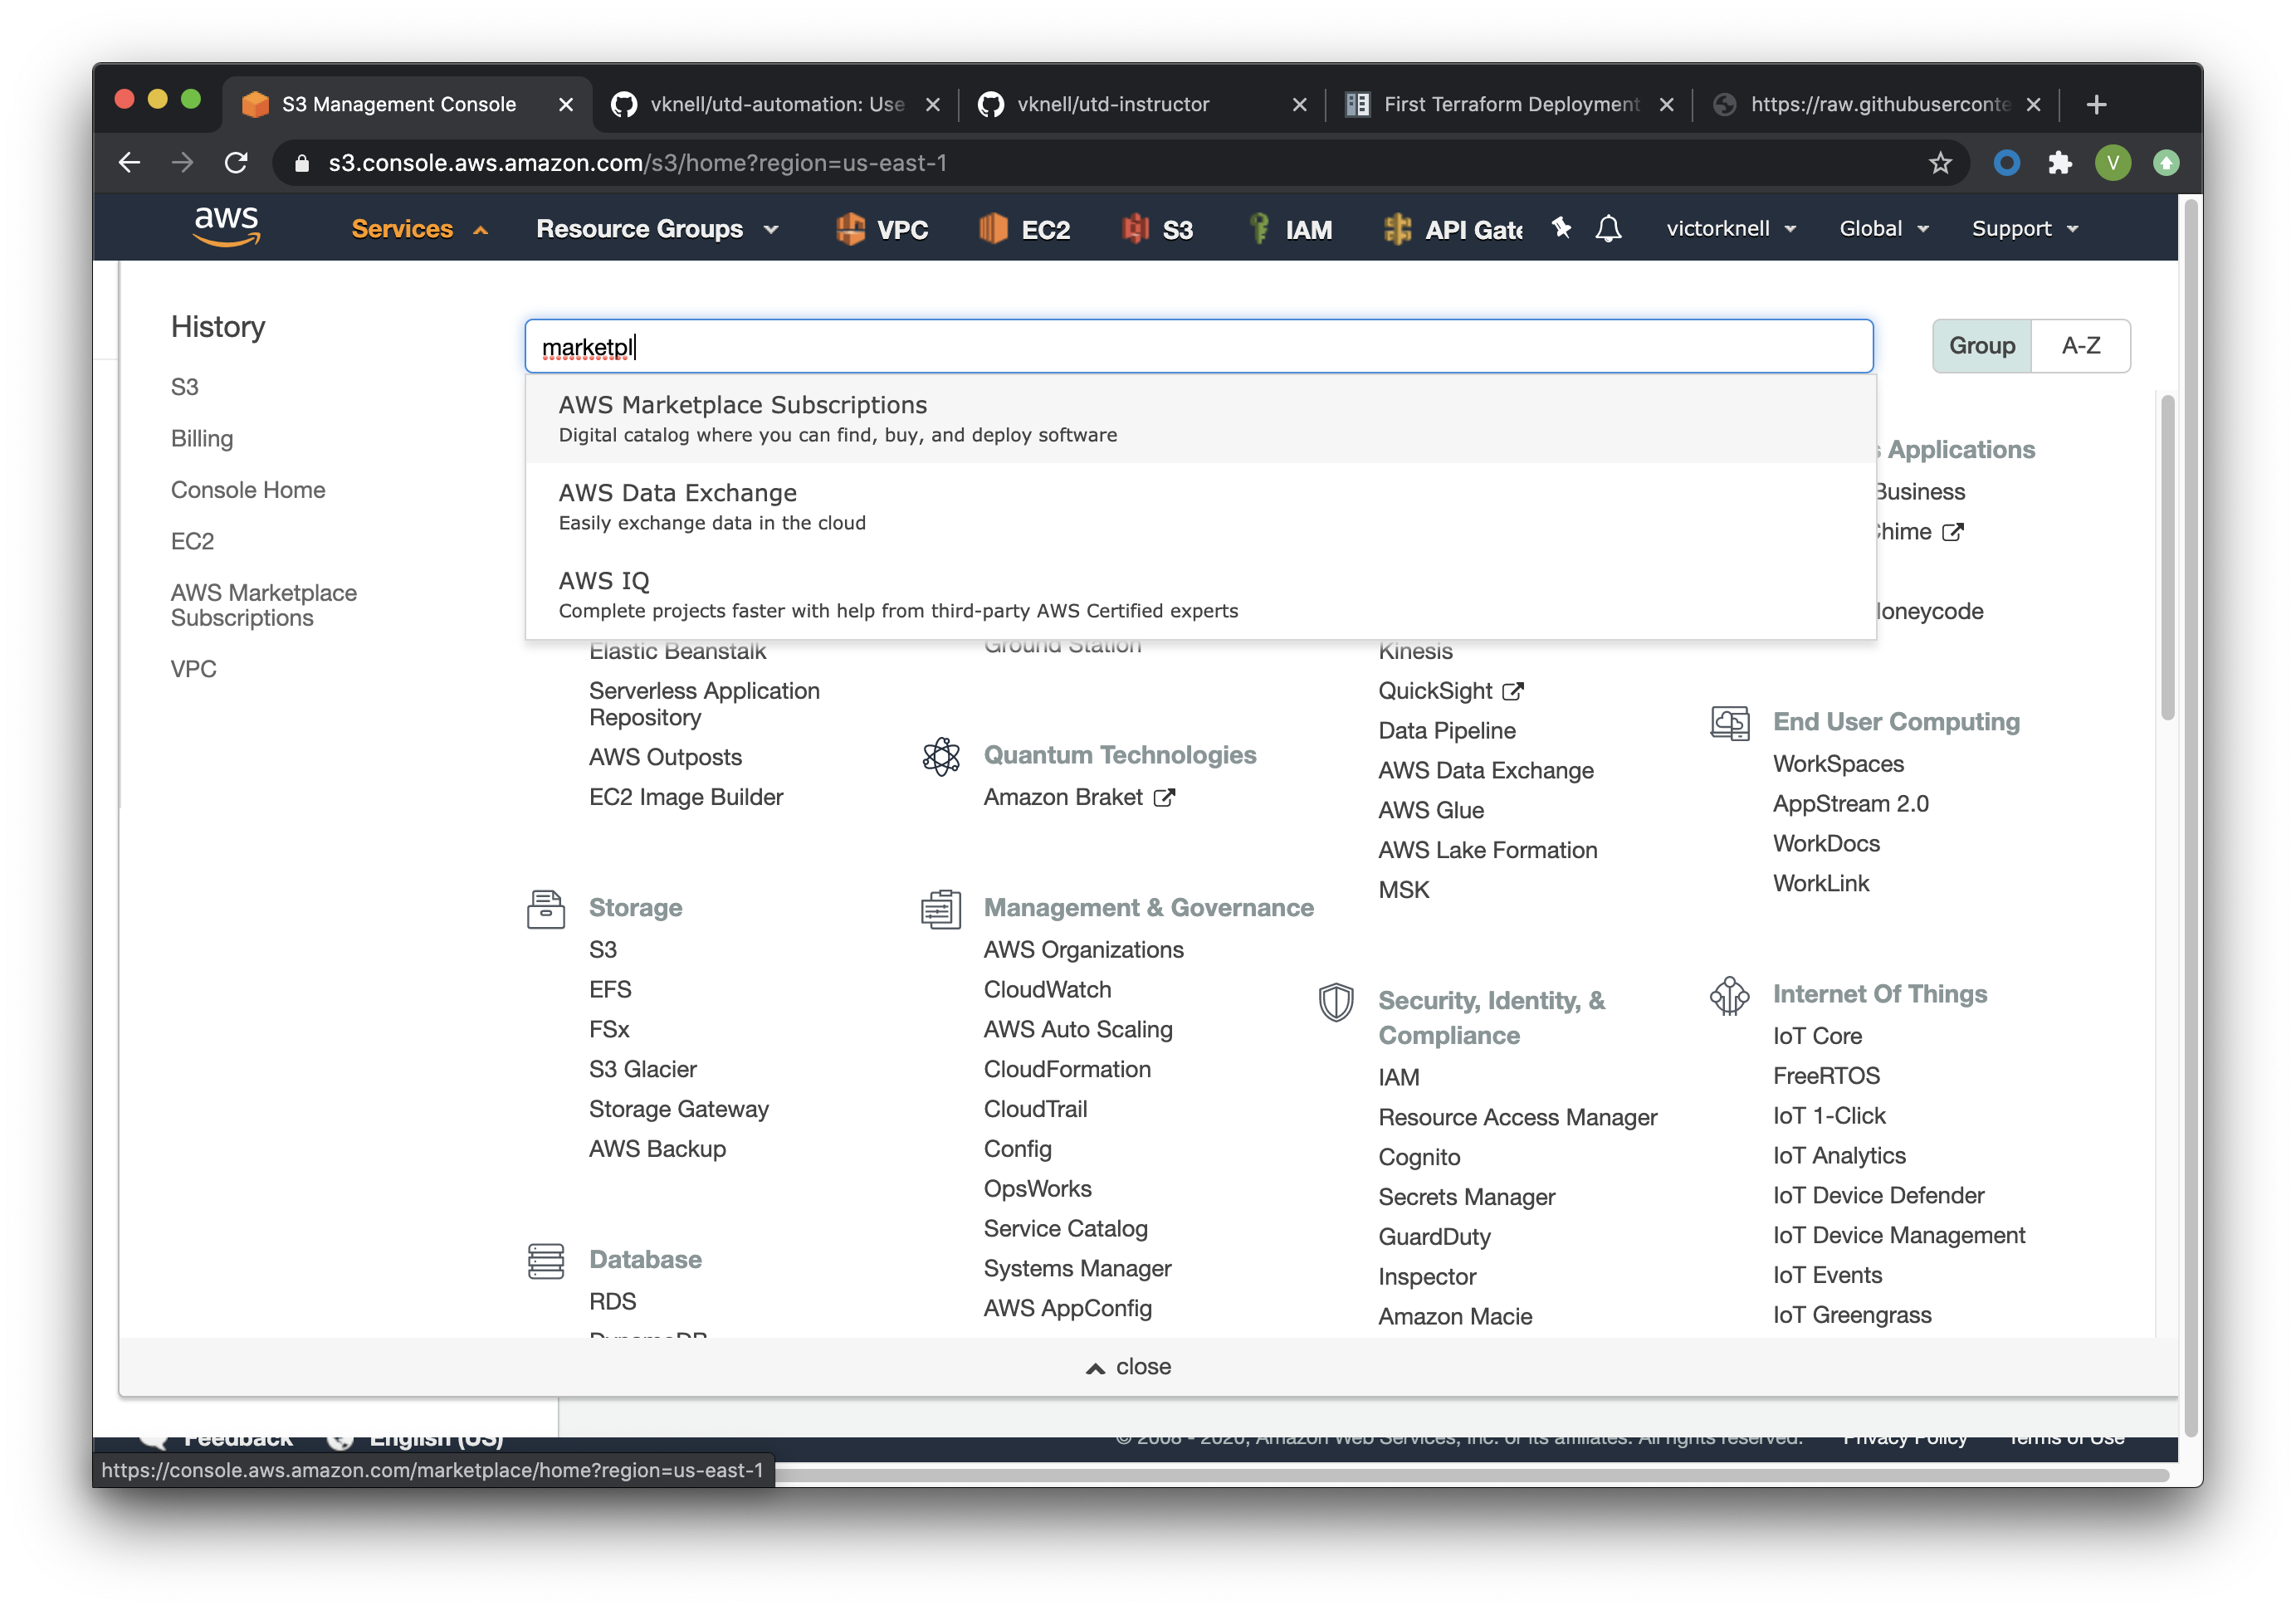 S3 Management Console
vknell/utd-automation: Use
vknell/utd-instructor
First Terraform Deployment
https://raw.githubuserconte
s3.console.aws.amazon.com/s3/home?region=us-east-1
V
aws
Services
Resource Groups
VPC
EC2
S3
IAM
API Gate
victorknell
Global
Support
History
S3
Billing
Console Home
EC2
AWS Marketplace
Subscriptions
VPC
marketpl
Group
A-Z
AWS Marketplace Subscriptions
Digital catalog where you can find, buy, and deploy software
AWS Data Exchange
Easily exchange data in the cloud
AWS IQ
Complete projects faster with help from third-party AWS Certified experts
Elastic Beanstalk
Serverless Application
Repository
AWS Outposts
EC2 Image Builder
Storage
S3
EFS
FSx
S3 Glacier
Storage Gateway
AWS Backup
Database
RDS
DynamoDB
Ground Station
Quantum Technologies
Amazon Braket
Management & Governance
AWS Organizations
CloudWatch
AWS Auto Scaling
CloudFormation
CloudTrail
Config
OpsWorks
Service Catalog
Systems Manager
AWS AppConfig
Kinesis
QuickSight
Data Pipeline
AWS Data Exchange
AWS Glue
AWS Lake Formation
MSK
Security, Identity, &
Compliance
IAM
Resource Access Manager
Cognito
Secrets Manager
GuardDuty
Inspector
Amazon Macie
s Applications
Business
Chime
Honeycode
End User Computing
WorkSpaces
AppStream 2.0
WorkDocs
WorkLink
Internet Of Things
IoT Core
FreeRTOS
IoT 1-Click
IoT Analytics
IoT Device Defender
IoT Device Management
IoT Events
IoT Greengrass
close
Feedback
English (US)
© 2008 - 2020, Amazon Web Services, Inc. or its affiliates. All rights reserved.
Privacy Policy
Terms of Use
https://console.aws.amazon.com/marketplace/home?region=us-east-1